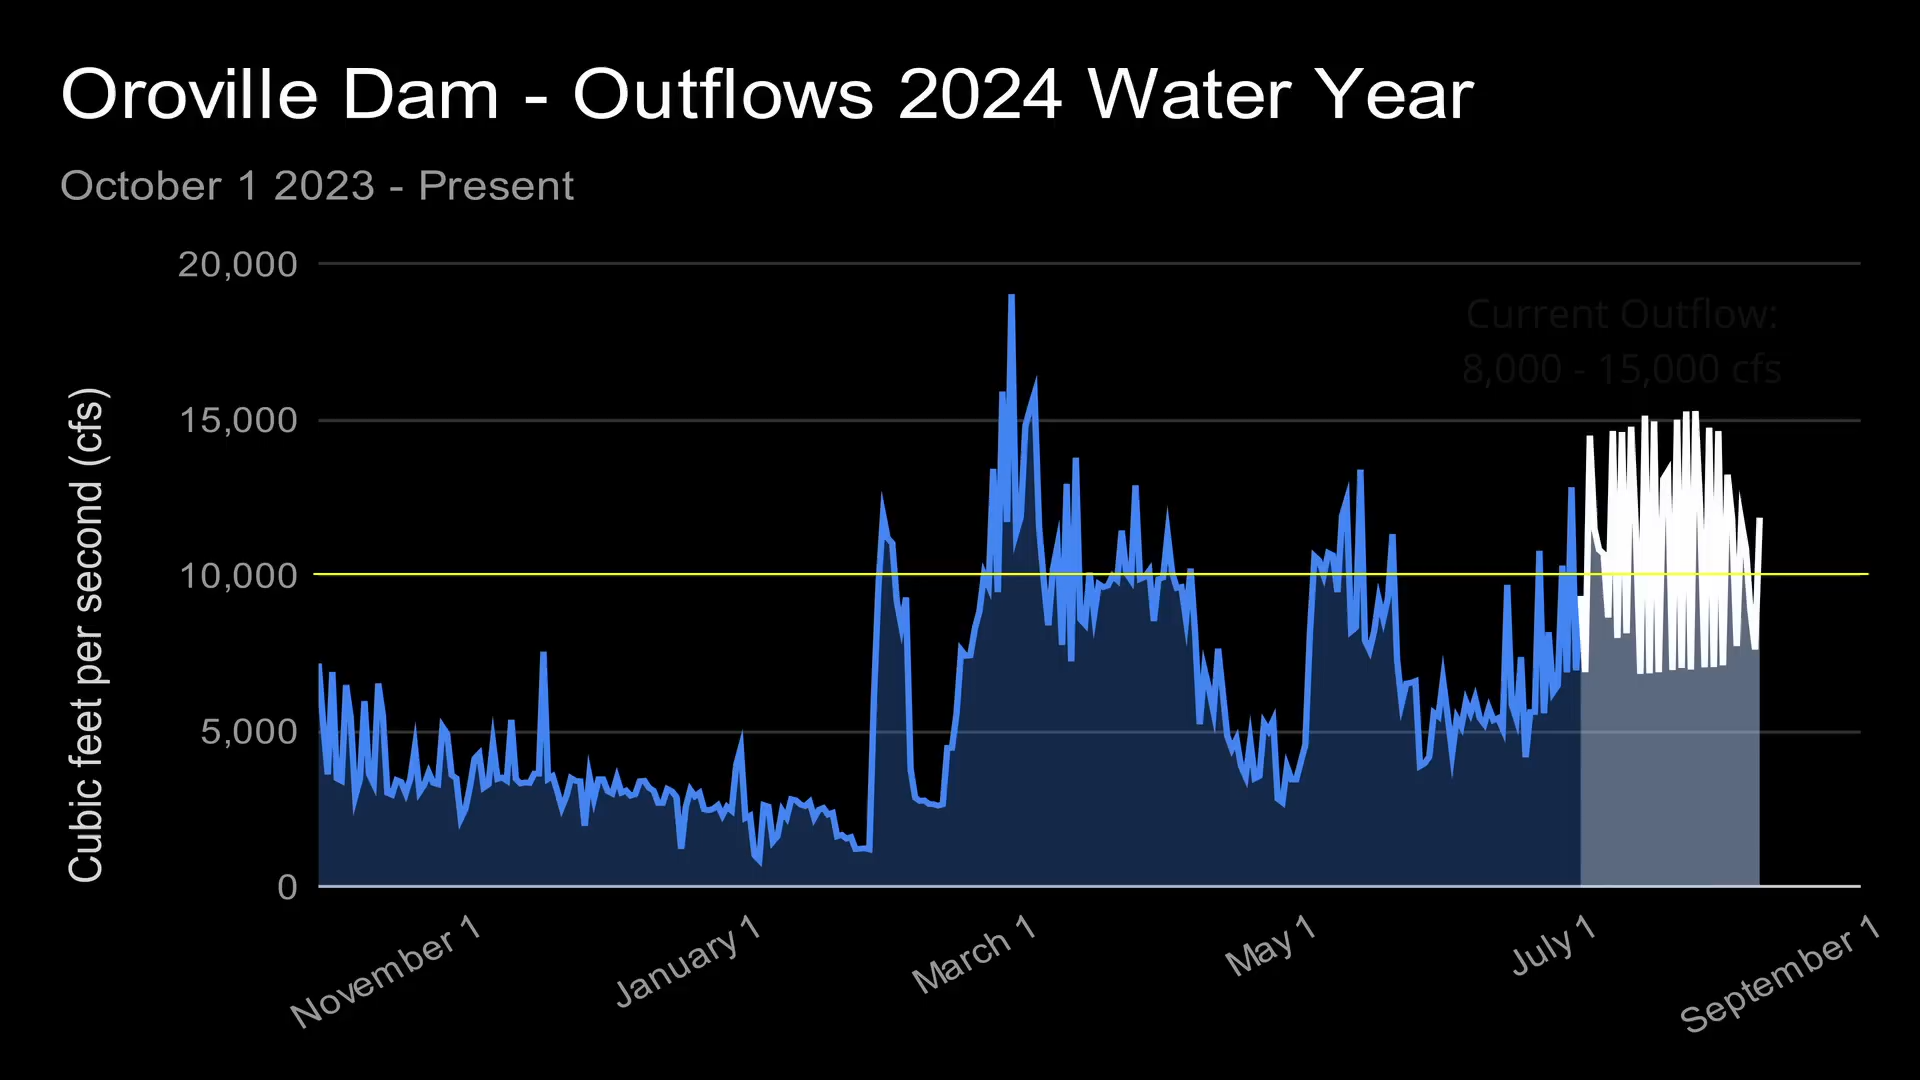 Oroville Dam - Outflows 2024 Water Year
October 1 2023 - Present
Cubic feet per second (cfs)
20,000
15,000
10,000
5,000
0
Current Outflow:
8,000 - 15,000 cfs
November 1
January 1
March 1
May 1
July 1
September 1